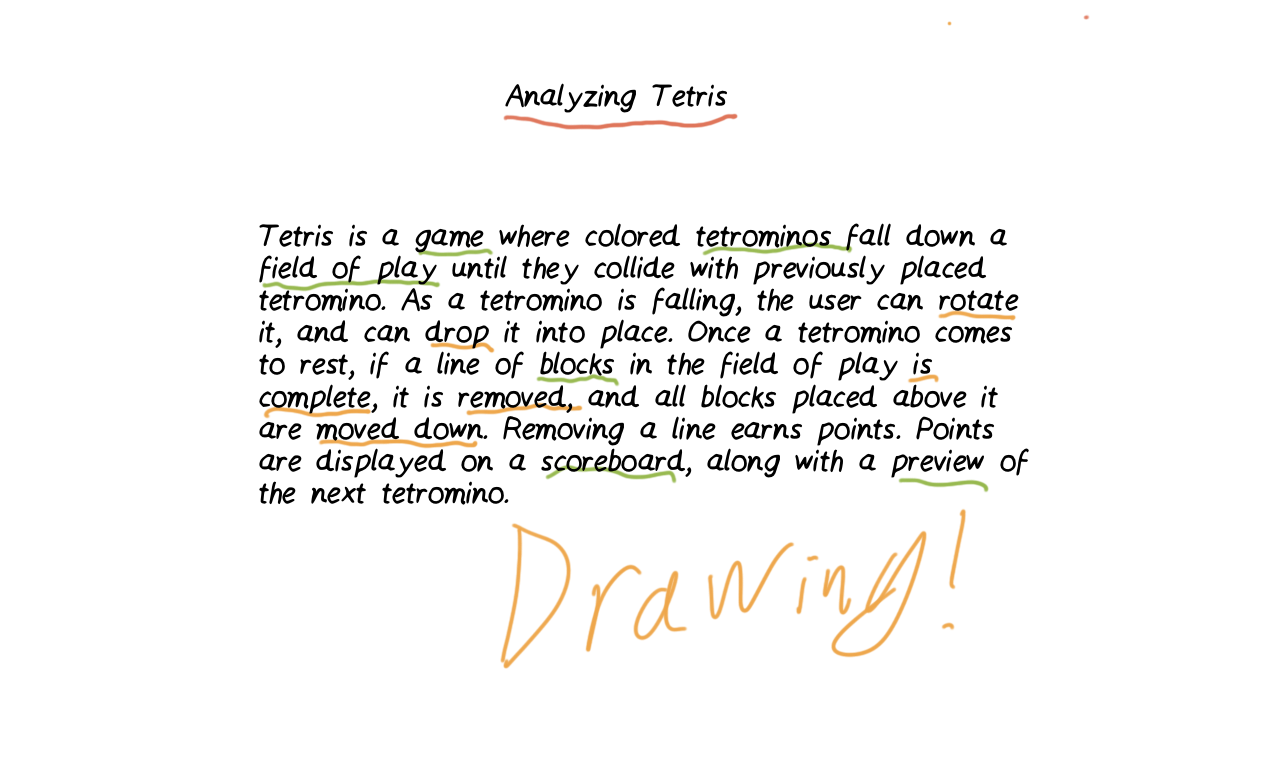 Analyzing Tetris
Tetris is a game where colored tetrominos fall down a
field of play until they collide with previously placed
tetromino. As a tetromino is falling, the user can rotate
it, and can drop it into place. Once a tetromino comes
to rest, if a line of blocks in the field of play is
complete, it is removed, and all blocks placed above it
are moved down. Removing a line earns points. Points
are displayed on a scoreboard, along with a preview of
the next tetromino.
Drawing!